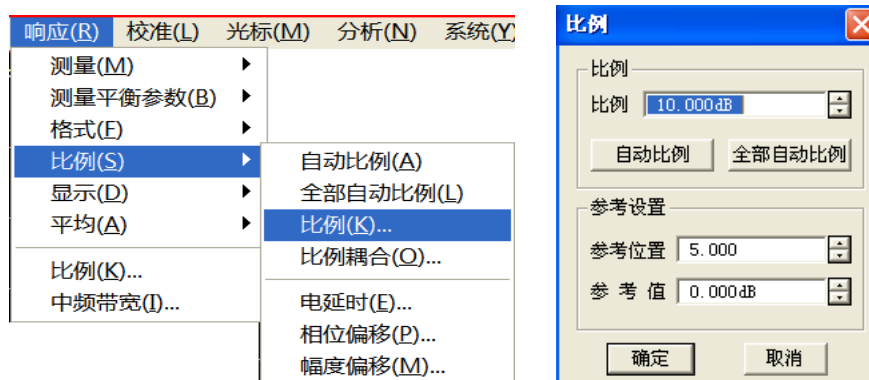 响应(R) 校准(L) 光标(M) 分析(N) 系统(Y)
测量(M)
测量平衡参数(B)
格式(F)
比例(S)
显示(D)
平均(A)
比例(K)...
中频带宽(I)...
自动比例(A)
全部自动比例(L)
比例(K)...
比例耦合(O)...
电延时(E)...
相位偏移(P)...
幅度偏移(M)...
比例
比例
比例 10.000dB
自动比例 全部自动比例
参考设置
参考位置 5.000
参 考 值 0.000dB
确定 取消